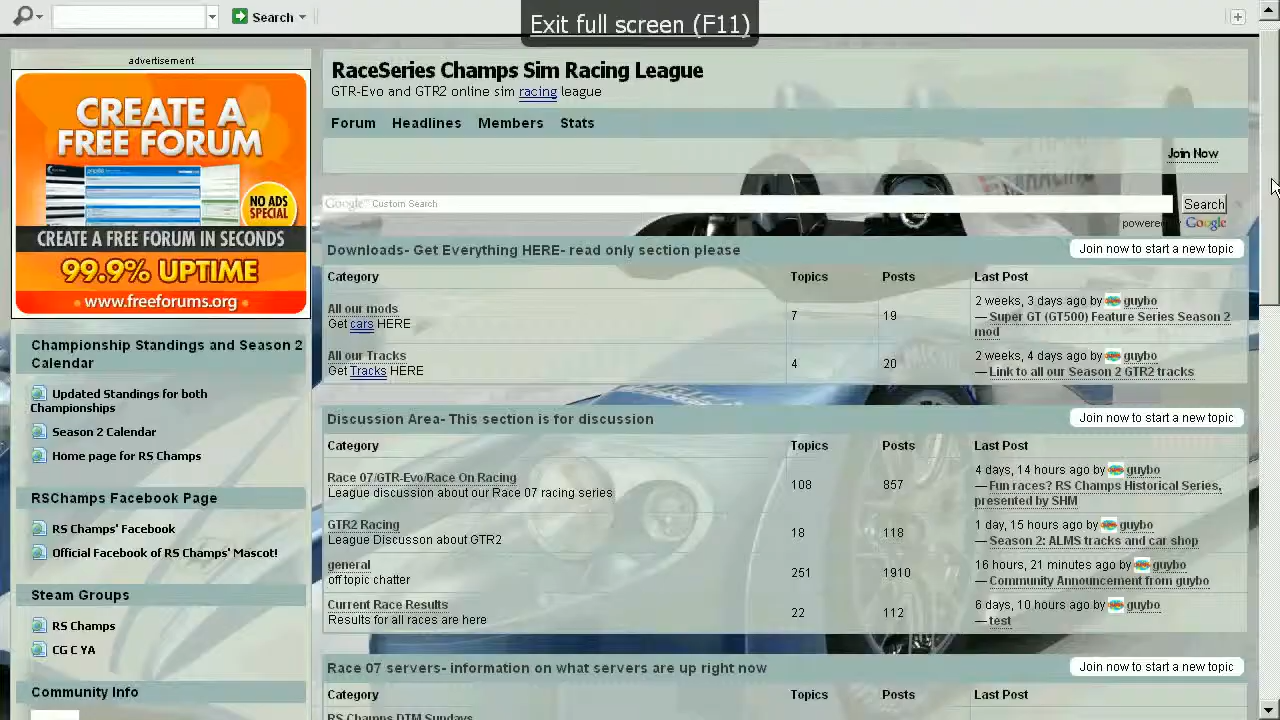 Search
Exit full screen (F11)
advertisement
CREATE A
FREE FORUM
NO ADS
SPECIAL
CREATE A FREE FORUM IN SECONDS
99.9% UPTIME
• www.freeforums.org •
Championship Standings and Season 2
Calendar
Updated Standings for both
Championships
Season 2 Calendar
Home page for RS Champs
RSChamps Facebook Page
RS Champs' Facebook
Official Facebook of RS Champs' Mascot!
Steam Groups
RS Champs
CG C YA
Community Info
RaceSeries Champs Sim Racing League
GTR-Evo and GTR2 online sim racing league
Forum Headlines Members Stats
Join Now
Google™ Custom Search
Search
powered
Google
Downloads- Get Everything HERE- read only section please
Join now to start a new topic
Category Topics Posts Last Post
All our mods
Get cars HERE
7 19
2 weeks, 3 days ago by guybo
— Super GT (GT500) Feature Series Season 2
mod
All our Tracks
Get Tracks HERE
4 20
2 weeks, 4 days ago by guybo
— Link to all our Season 2 GTR2 tracks
Discussion Area- This section is for discussion
Join now to start a new topic
Category Topics Posts Last Post
Race 07/GTR-Evo/Race On Racing
League discussion about our Race 07 racing series
108 857
4 days, 14 hours ago by guybo
— Fun races? RS Champs Historical Series,
presented by SHM
GTR2 Racing
League Discusson about GTR2
18 118
1 day, 15 hours ago by guybo
— Season 2: ALMS tracks and car shop
general
off topic chatter
251 1910
16 hours, 21 minutes ago by guybo
— Community Announcement from guybo
Current Race Results
Results for all races are here
22 112
6 days, 10 hours ago by guybo
— test
Race 07 servers- information on what servers are up right now
Join now to start a new topic
Category Topics Posts Last Post
RS Champs DTM Sundays